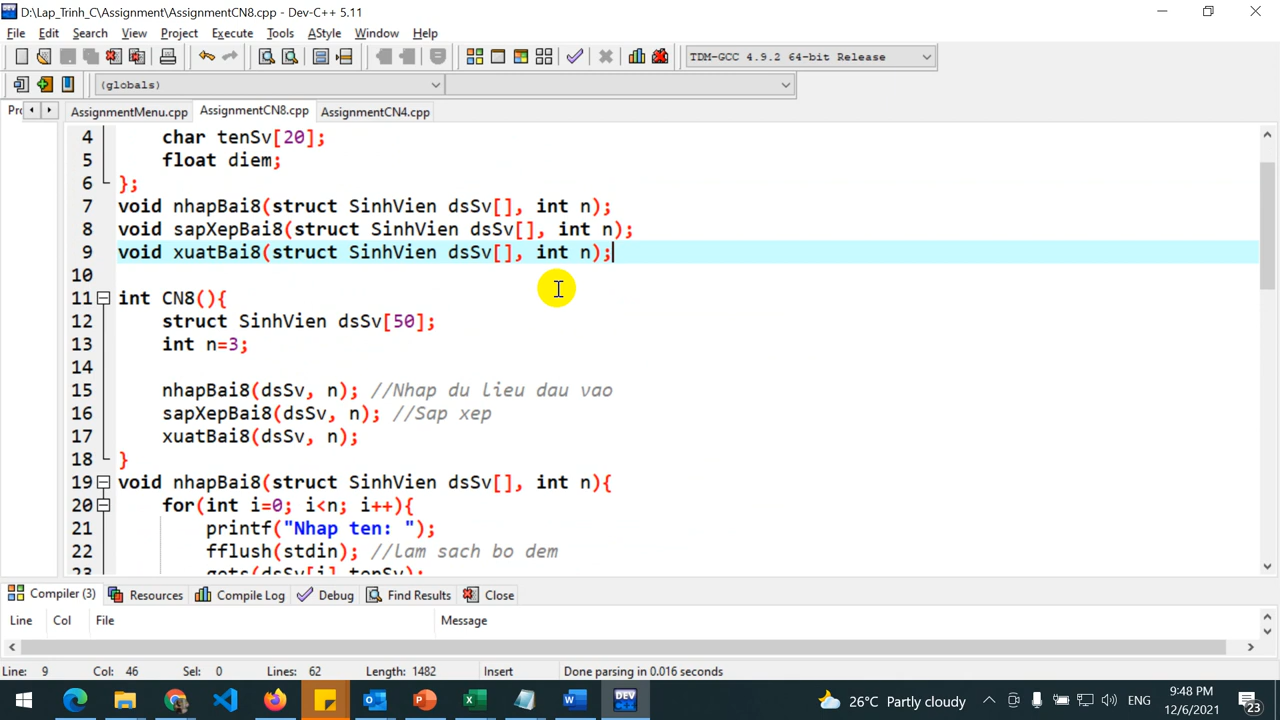 D:\Lap_Trinh_C\Assignment\AssignmentCN8.cpp - Dev-C++ 5.11
File Edit Search View Project Execute Tools AStyle Window Help
TDM-GCC 4.9.2 64-bit Release
(globals)
Prc AssignmentMenu.cpp AssignmentCN8.cpp AssignmentCN4.cpp
4 char tenSv[20];
5 float diem;
6 };
7 void nhapBai8(struct SinhVien dsSv[], int n);
8 void sapXepBai8(struct SinhVien dsSv[], int n);
9 void xuatBai8(struct SinhVien dsSv[], int n);
10
11 int CN8(){
12 struct SinhVien dsSv[50];
13 int n=3;
14
15 nhapBai8(dsSv, n); //Nhap du lieu dau vao
16 sapXepBai8(dsSv, n); //Sap xep
17 xuatBai8(dsSv, n);
18 }
19 void nhapBai8(struct SinhVien dsSv[], int n){
20 for(int i=0; i<n; i++){
21 printf("Nhap ten: ");
22 fflush(stdin); //lam sach bo dem
23 gets(dsSv[i].tenSv);
Compiler (3) Resources Compile Log Debug Find Results Close
Line Col File Message
Line: 9 Col: 46 Sel: 0 Lines: 62 Length: 1482 Insert Done parsing in 0.016 seconds
DEV
26°C Partly cloudy ENG 9:48 PM
12/6/2021 23